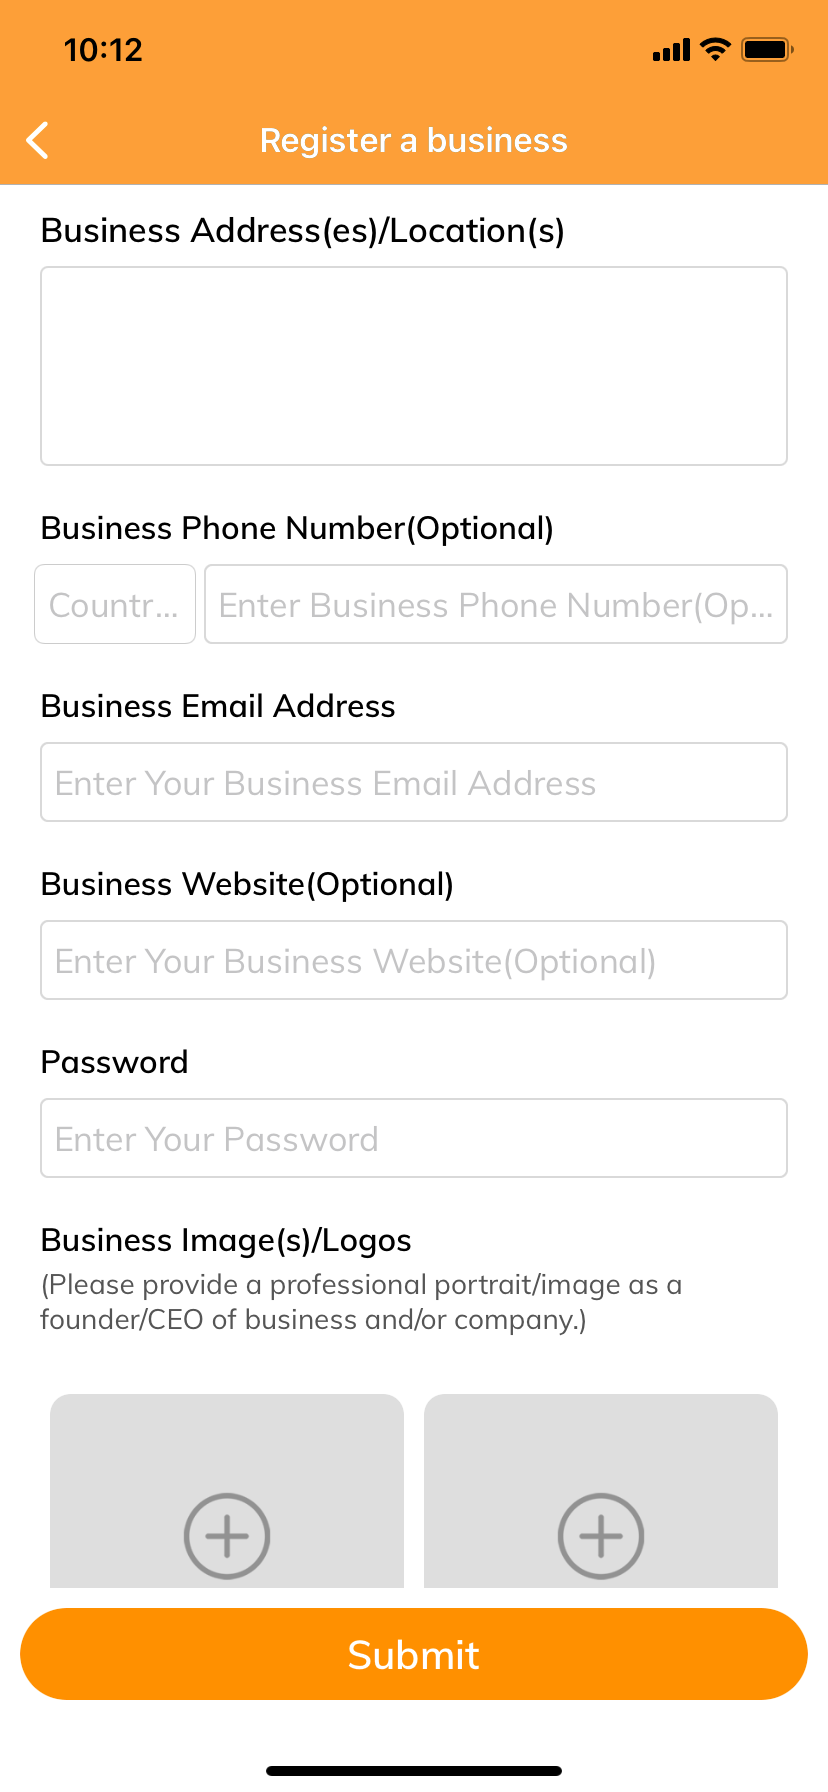 10:12
Register a business
Business Address(es)/Location(s)
Business Phone Number(Optional)
Countr... Enter Business Phone Number(Op...
Business Email Address
Enter Your Business Email Address
Business Website(Optional)
Enter Your Business Website(Optional)
Password
Enter Your Password
Business Image(s)/Logos
(Please provide a professional portrait/image as a
founder/CEO of business and/or company.)
Submit